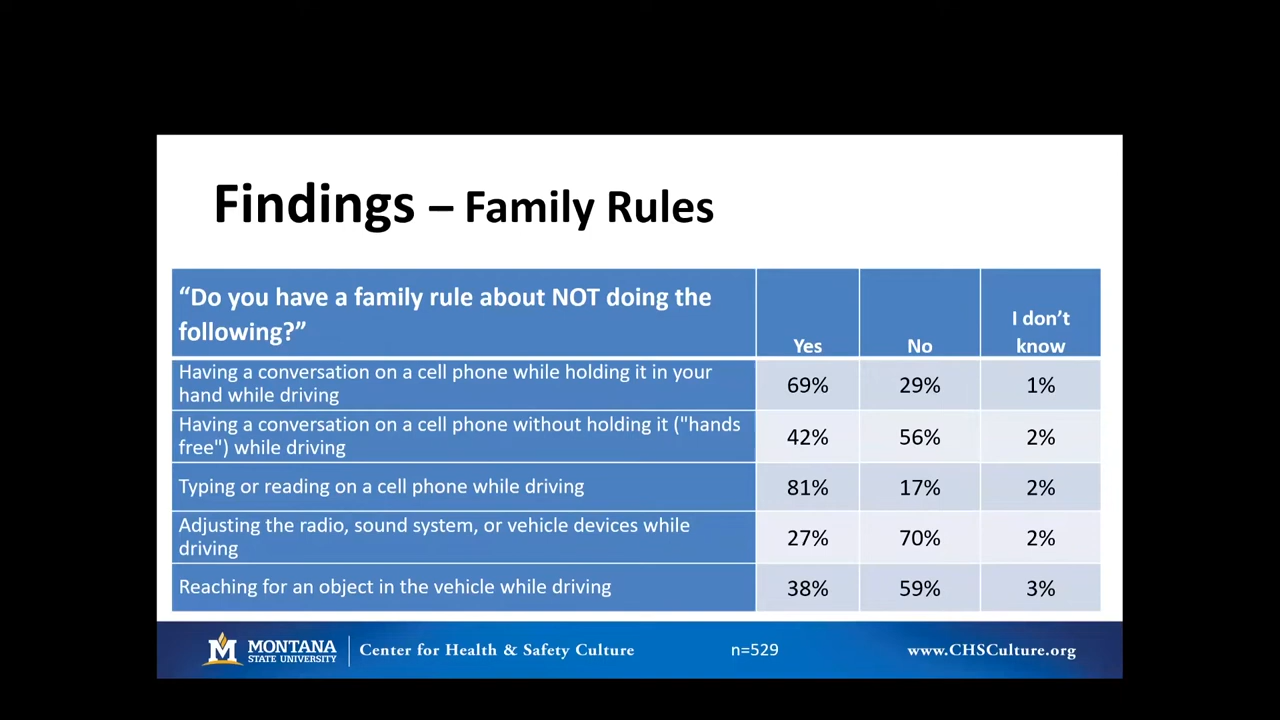 Findings – Family Rules
“Do you have a family rule about NOT doing the
following?”
Yes
No
I don’t
know
Having a conversation on a cell phone while holding it in your
hand while driving
69%
29%
1%
Having a conversation on a cell phone without holding it ("hands
free") while driving
42%
56%
2%
Typing or reading on a cell phone while driving
81%
17%
2%
Adjusting the radio, sound system, or vehicle devices while
driving
27%
70%
2%
Reaching for an object in the vehicle while driving
38%
59%
3%
MONTANA
STATE UNIVERSITY
Center for Health & Safety Culture
n=529
www.CHSCulture.org